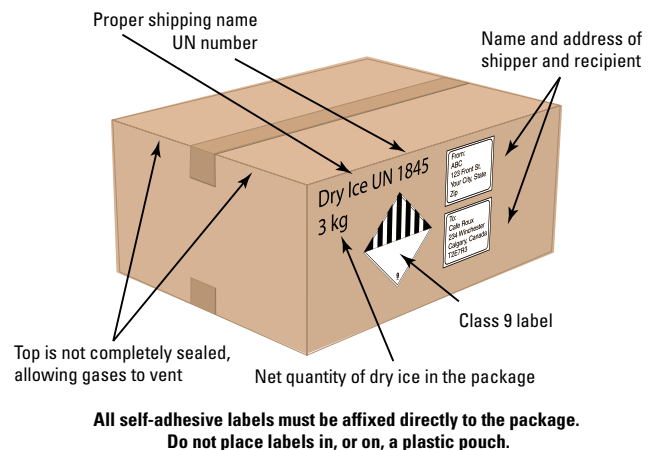 Proper shipping name
UN number
Name and address of
shipper and recipient
Dry Ice UN 1845
3 kg
From:
ABC
123 Front St.
Your City, State
Zip
To:
Cafe Roux
234 Winchester
Calgary, Canada
T2E7R3
9
Class 9 label
Top is not completely sealed,
allowing gases to vent
Net quantity of dry ice in the package
All self-adhesive labels must be affixed directly to the package.
Do not place labels in, or on, a plastic pouch.